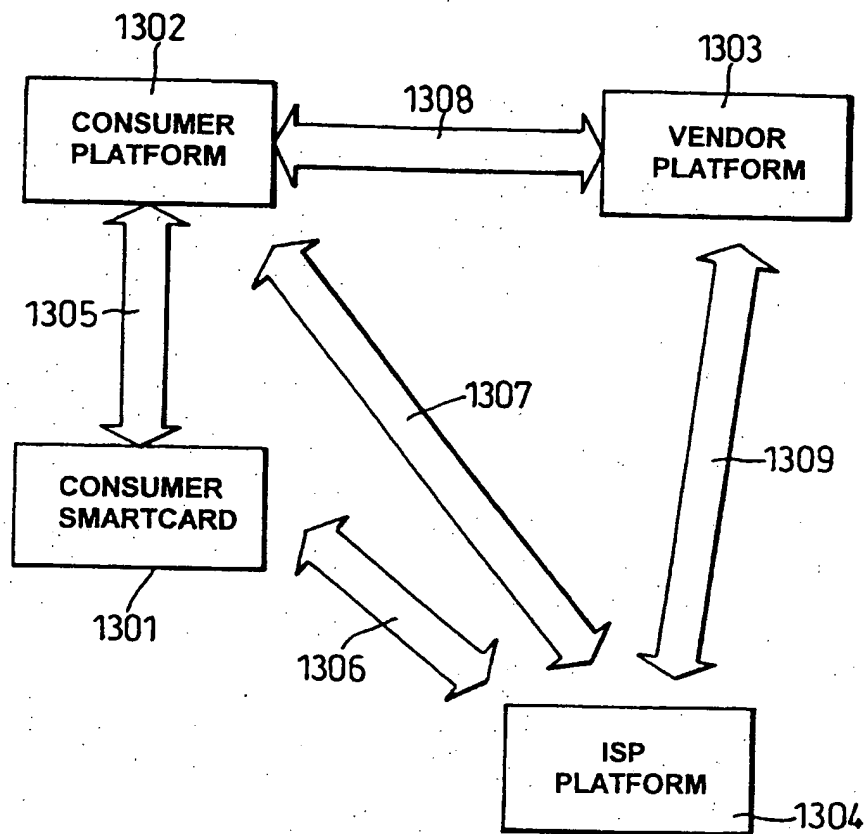 1302
1303
1308
CONSUMER
PLATFORM
VENDOR
PLATFORM
1305
1307
1309
CONSUMER
SMARTCARD
1301
1306
ISP
PLATFORM
1304